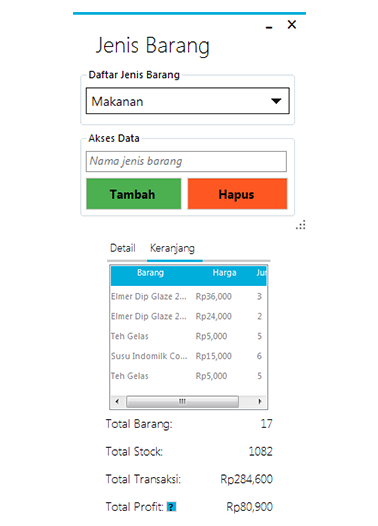 Jenis Barang
Daftar Jenis Barang
Makanan
Akses Data
Nama jenis barang
Tambah Hapus
Detail Keranjang
Barang Harga Jur
Elmer Dip Glaze 2... Rp36,000 3
Elmer Dip Glaze 2... Rp24,000 2
Teh Gelas Rp5,000 5
Susu Indomilk Co... Rp15,000 6
Teh Gelas Rp5,000 5
Total Barang: 17
Total Stock: 1082
Total Transaksi: Rp284,600
Total Profit: ? Rp80,900